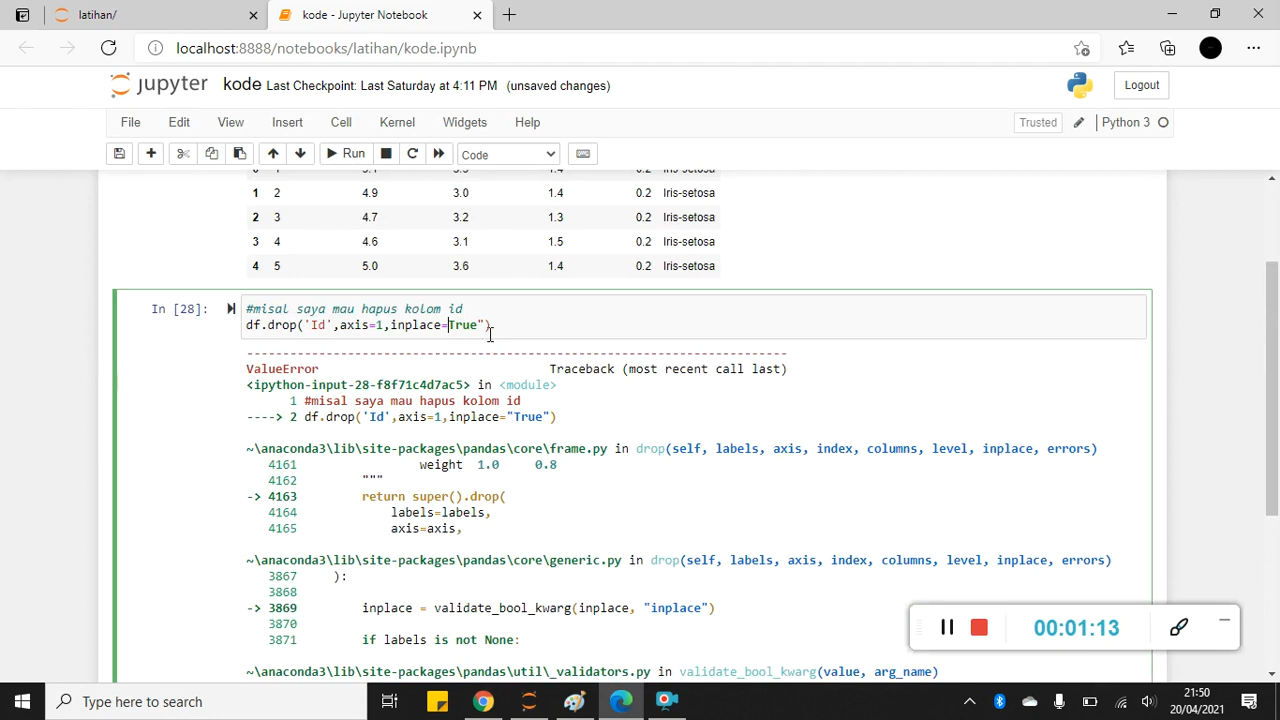 latihan/
kode - Jupyter Notebook
localhost:8888/notebooks/latihan/kode.ipynb
jupyter kode Last Checkpoint: Last Saturday at 4:11 PM (unsaved changes)
Logout
File Edit View Insert Cell Kernel Widgets Help
Trusted
Python 3
Run
Code
1 2 4.9 3.0 1.4 0.2 Iris-setosa
2 3 4.7 3.2 1.3 0.2 Iris-setosa
3 4 4.6 3.1 1.5 0.2 Iris-setosa
4 5 5.0 3.6 1.4 0.2 Iris-setosa
In [28]:
#misal saya mau hapus kolom id
df.drop('Id',axis=1,inplace=True")
---------------------------------------------------------------------------
ValueError Traceback (most recent call last)
<ipython-input-28-f8f71c4d7ac5> in <module>
1 #misal saya mau hapus kolom id
----> 2 df.drop('Id',axis=1,inplace="True")
~\anaconda3\lib\site-packages\pandas\core\frame.py in drop(self, labels, axis, index, columns, level, inplace, errors)
4161 weight 1.0 0.8
4162 """
-> 4163 return super().drop(
4164 labels=labels,
4165 axis=axis,
~\anaconda3\lib\site-packages\pandas\core\generic.py in drop(self, labels, axis, index, columns, level, inplace, errors)
3867 ):
3868
-> 3869 inplace = validate_bool_kwarg(inplace, "inplace")
3870
3871 if labels is not None:
~\anaconda3\lib\site-packages\pandas\util\_validators.py in validate_bool_kwarg(value, arg_name)
00:01:13
Type here to search
21:50
20/04/2021